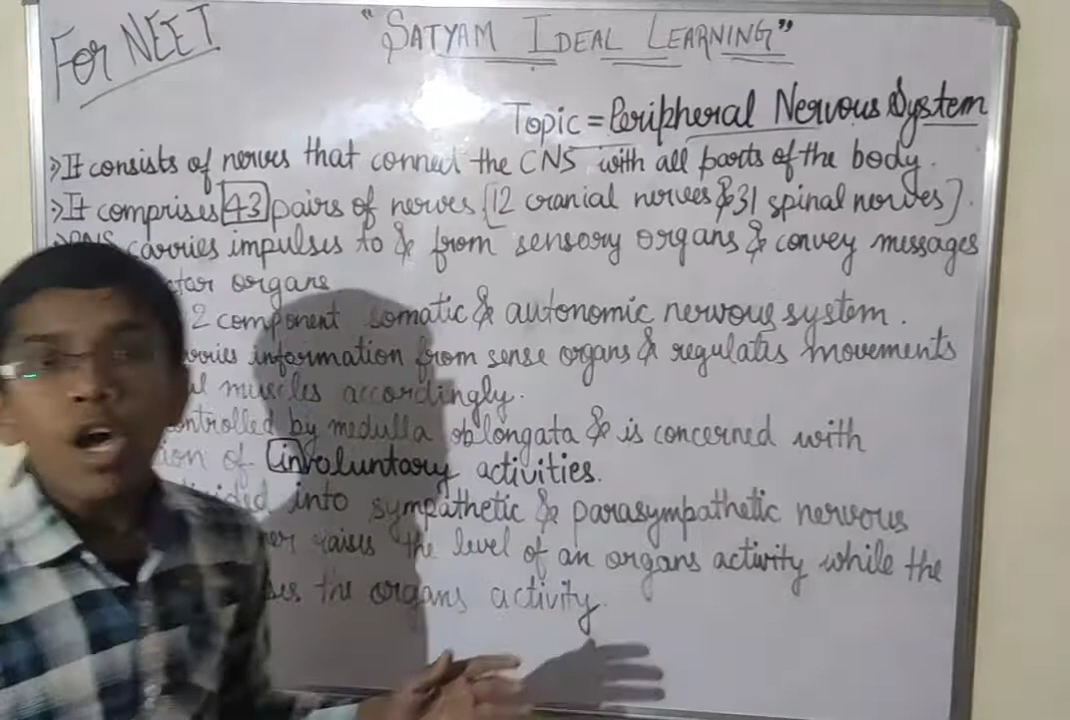 For NEET
"SATYAM IDEAL LEARNING"
Topic = Peripheral Nervous System
⇒ It consists of nerves that connect the CNS with all parts of the body.
⇒ It comprises 43 pairs of nerves [12 cranial nerves & 31 spinal nerves].
⇒ PNS carries impulses to & from sensory organs & convey messages
organs
2 component somatic & autonomic nervous system.
information from sense organs & regulates movements
muscles accordingly.
by medulla oblongata & is concerned with
of involuntary activities.
into sympathetic & parasympathetic nervous
raises the level of an organs activity while the
the organs activity.